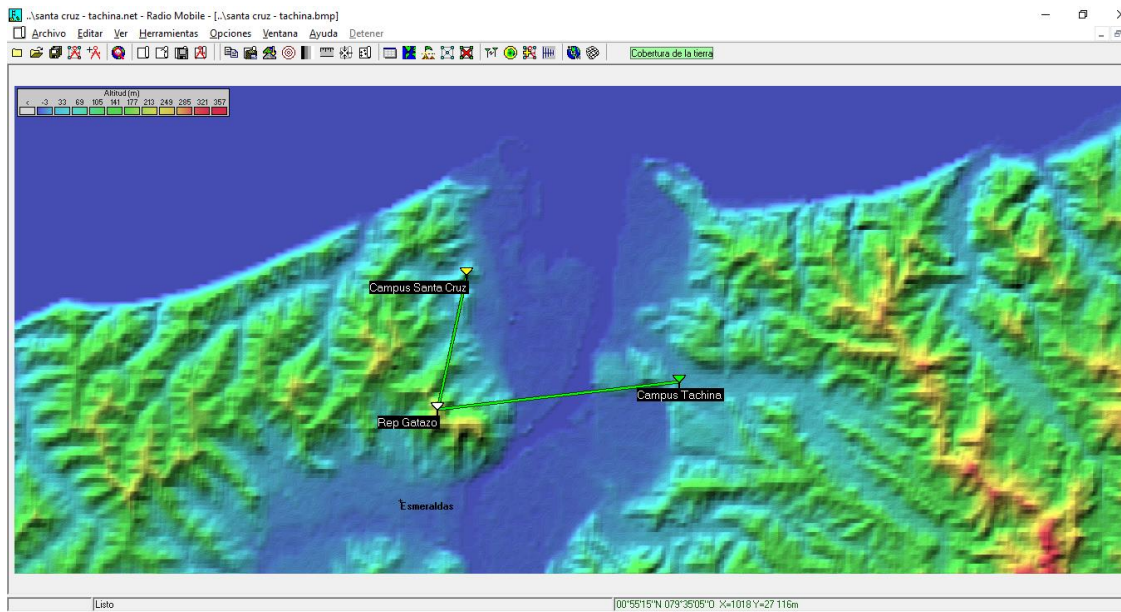 ..\santa cruz - tachina.net - Radio Mobile - [..\santa cruz - tachina.bmp]
Archivo Editar Ver Herramientas Opciones Ventana Ayuda Detener
Cobertura de la tierra
Altitud (m)
< -3 33 69 105 141 177 213 249 285 321 357
Campus Santa Cruz
Campus Tachina
Rep Gatazo
Esmeraldas
Listo
00°55'15"N 079°35'05"O X=1018 Y=27 116m